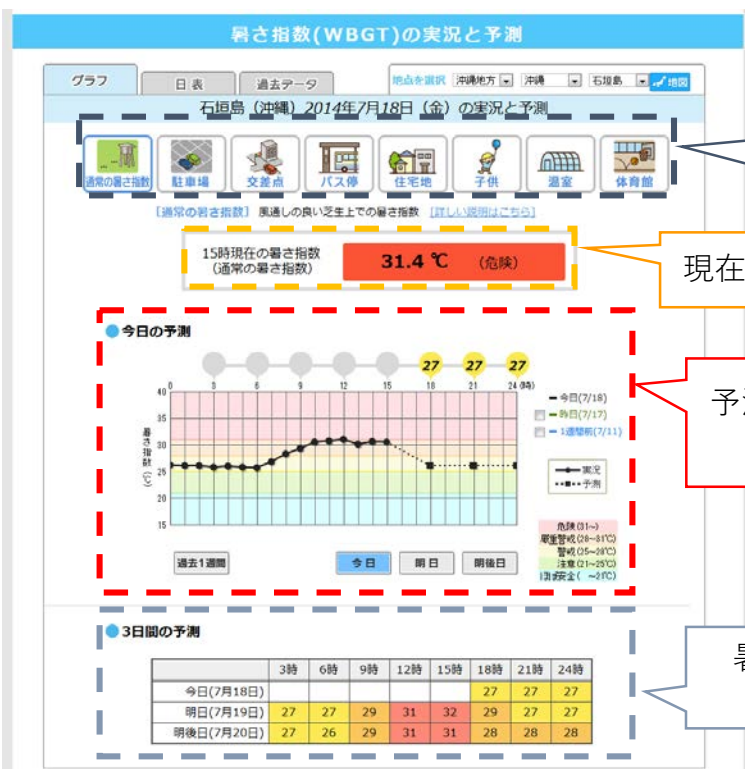 暑さ指数(WBGT)の実況と予測
グラフ 日表 過去データ 地点を選択 沖縄地方 沖縄 石垣島 地図
石垣島（沖縄）2014年7月18日（金）の実況と予測
通常の暑さ指数 駐車場 交差点 バス停 住宅地 子供 温室 体育館
［通常の暑さ指数］ 風通しの良い芝生上での暑さ指数 [詳しい説明はこちら]
15時現在の暑さ指数
（通常の暑さ指数）
31.4 ℃ （危険）
現在
今日の予測
27 27 27
0 3 6 9 12 15 18 21 24 (時)
暑さ指数(℃)
40
35
30
25
20
15
今日(7/18)
昨日(7/17)
1週間前(7/11)
実況
予測
危険(31～)
厳重警戒(28～31℃)
警戒(25～28℃)
注意(21～25℃)
ほぼ安全( ～21℃)
過去1週間 今日 明日 明後日
3日間の予測
3時 6時 9時 12時 15時 18時 21時 24時
今日(7月18日) 27 27 27
明日(7月19日) 27 27 29 31 32 29 27 27
明後日(7月20日) 27 26 29 31 31 28 28 28